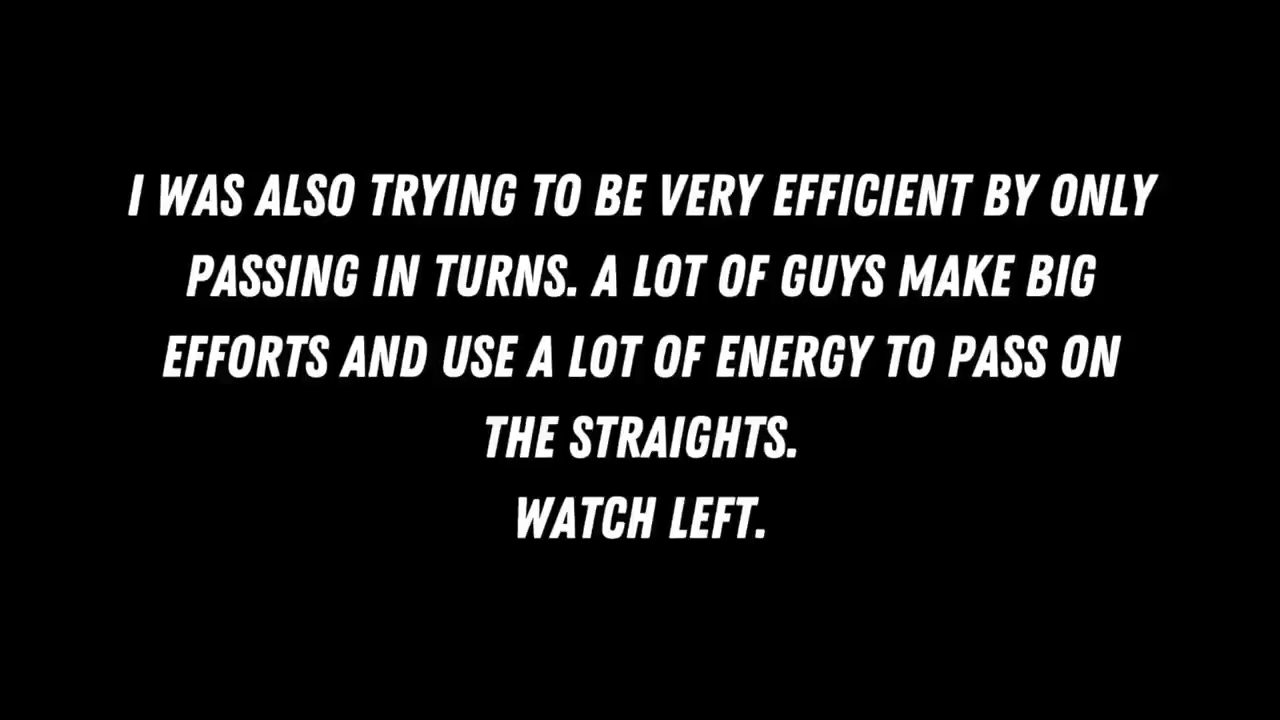 I WAS ALSO TRYING TO BE VERY EFFICIENT BY ONLY
PASSING IN TURNS. A LOT OF GUYS MAKE BIG
EFFORTS AND USE A LOT OF ENERGY TO PASS ON
THE STRAIGHTS.
WATCH LEFT.